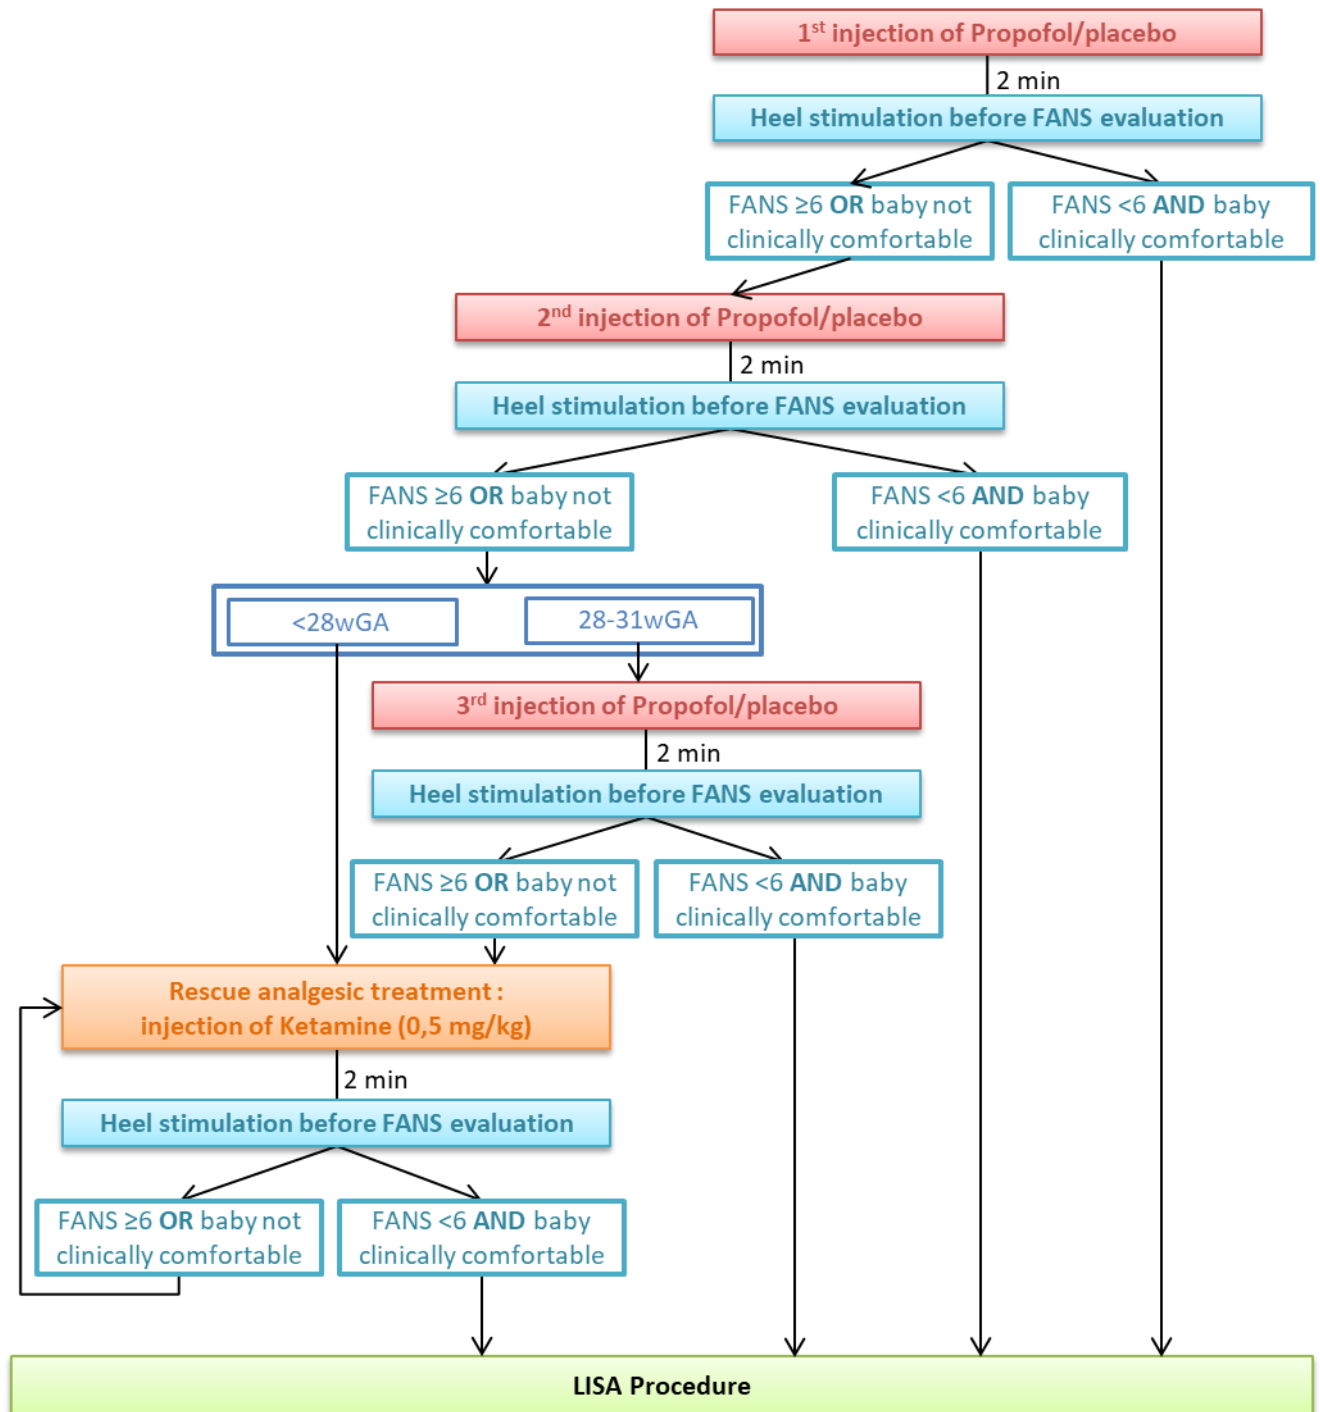 1st injection of Propofol/placebo
2 min
Heel stimulation before FANS evaluation
FANS ≥6 OR baby not
clinically comfortable
FANS <6 AND baby
clinically comfortable
2nd injection of Propofol/placebo
2 min
Heel stimulation before FANS evaluation
FANS ≥6 OR baby not
clinically comfortable
FANS <6 AND baby
clinically comfortable
<28wGA
28-31wGA
3rd injection of Propofol/placebo
2 min
Heel stimulation before FANS evaluation
FANS ≥6 OR baby not
clinically comfortable
FANS <6 AND baby
clinically comfortable
Rescue analgesic treatment :
injection of Ketamine (0,5 mg/kg)
2 min
Heel stimulation before FANS evaluation
FANS ≥6 OR baby not
clinically comfortable
FANS <6 AND baby
clinically comfortable
LISA Procedure